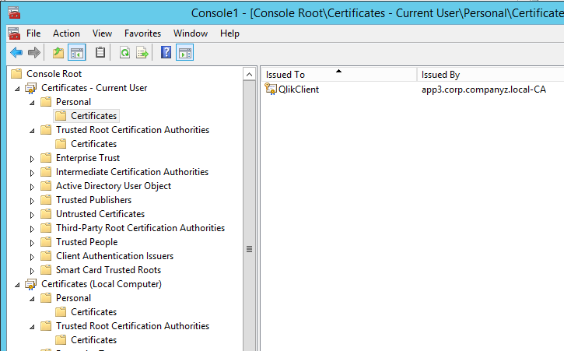 Console1 - [Console Root\Certificates - Current User\Personal\Certificate
File Action View Favorites Window Help
Console Root
Certificates - Current User
Personal
Certificates
Trusted Root Certification Authorities
Certificates
Enterprise Trust
Intermediate Certification Authorities
Active Directory User Object
Trusted Publishers
Untrusted Certificates
Third-Party Root Certification Authorities
Trusted People
Client Authentication Issuers
Smart Card Trusted Roots
Certificates (Local Computer)
Personal
Certificates
Trusted Root Certification Authorities
Certificates
Issued To Issued By
QlikClient app3.corp.companyz.local-CA